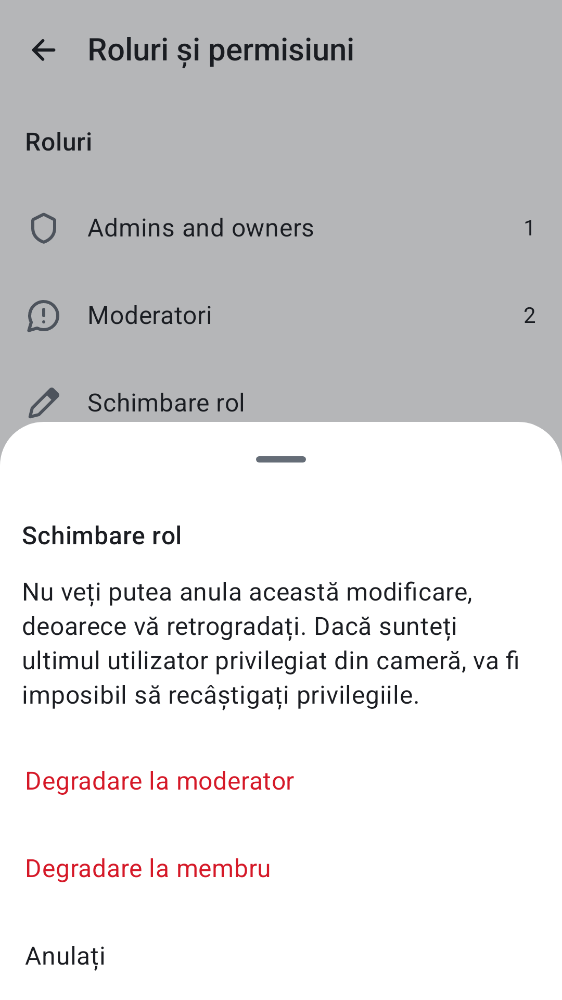 Roluri și permisiuni
Roluri
Admins and owners 1
Moderatori 2
Schimbare rol
Schimbare rol
Nu veți putea anula această modificare,
deoarece vă retrogradați. Dacă sunteți
ultimul utilizator privilegiat din cameră, va fi
imposibil să recâștigați privilegiile.
Degradare la moderator
Degradare la membru
Anulați